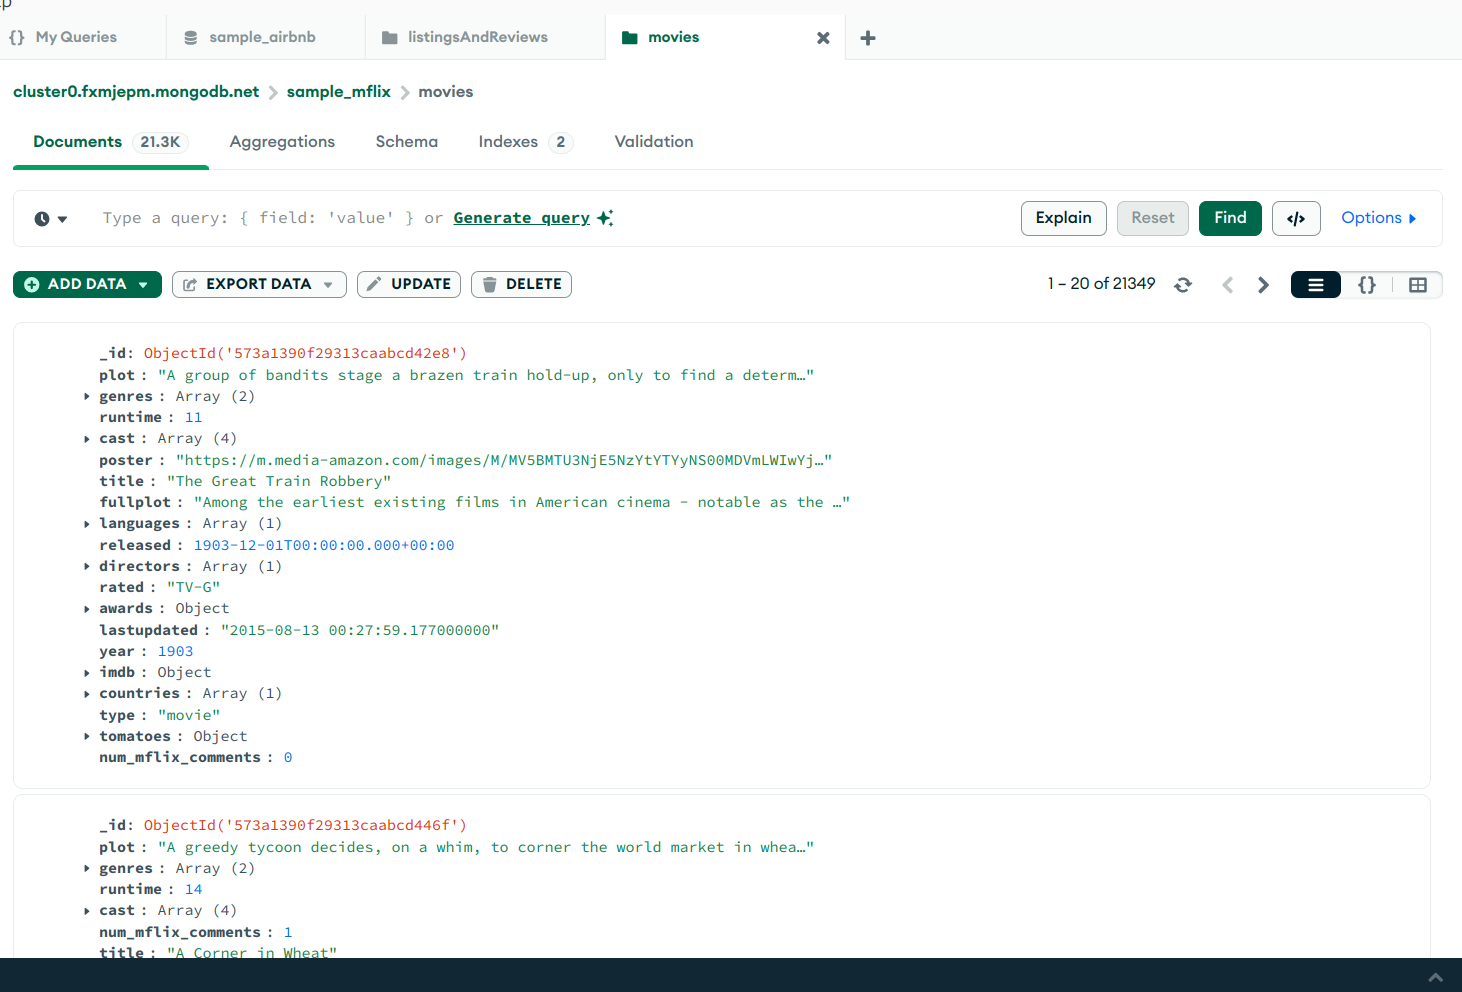 My Queries
sample_airbnb
listingsAndReviews
movies
cluster0.fxmjepm.mongodb.net > sample_mflix > movies
Documents 21.3K Aggregations Schema Indexes 2 Validation
Type a query: { field: 'value' } or Generate query
Explain Reset Find </> Options
ADD DATA EXPORT DATA UPDATE DELETE 1 – 20 of 21349 {}
_id: ObjectId('573a1390f29313caabcd42e8')
plot : "A group of bandits stage a brazen train hold-up, only to find a determ…"
genres : Array (2)
runtime : 11
cast : Array (4)
poster : "https://m.media-amazon.com/images/M/MV5BMTU3NjE5NzYtYTYyNS00MDVmLWIwYj…"
title : "The Great Train Robbery"
fullplot : "Among the earliest existing films in American cinema - notable as the …"
languages : Array (1)
released : 1903-12-01T00:00:00.000+00:00
directors : Array (1)
rated : "TV-G"
awards : Object
lastupdated : "2015-08-13 00:27:59.177000000"
year : 1903
imdb : Object
countries : Array (1)
type : "movie"
tomatoes : Object
num_mflix_comments : 0
_id: ObjectId('573a1390f29313caabcd446f')
plot : "A greedy tycoon decides, on a whim, to corner the world market in whea…"
genres : Array (2)
runtime : 14
cast : Array (4)
num_mflix_comments : 1
title : "A Corner in Wheat"